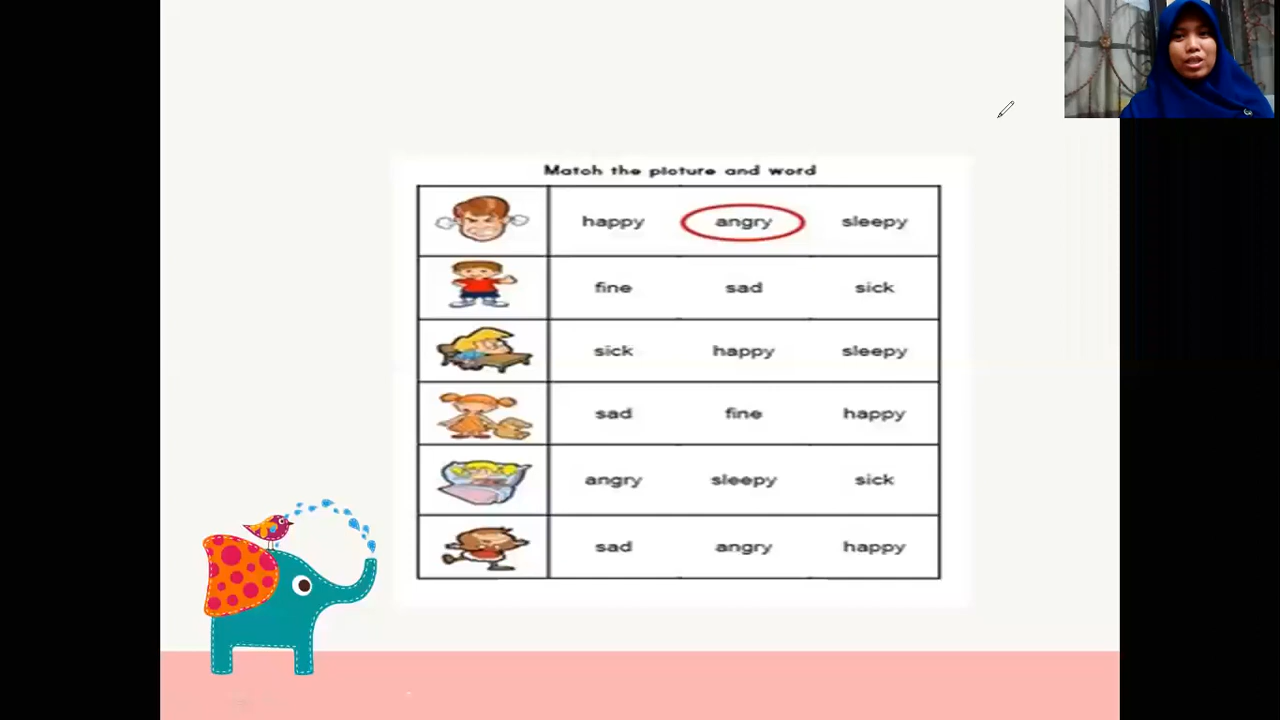 Match the picture and word
happy angry sleepy
fine sad sick
sick happy sleepy
sad fine happy
angry sleepy sick
sad angry happy